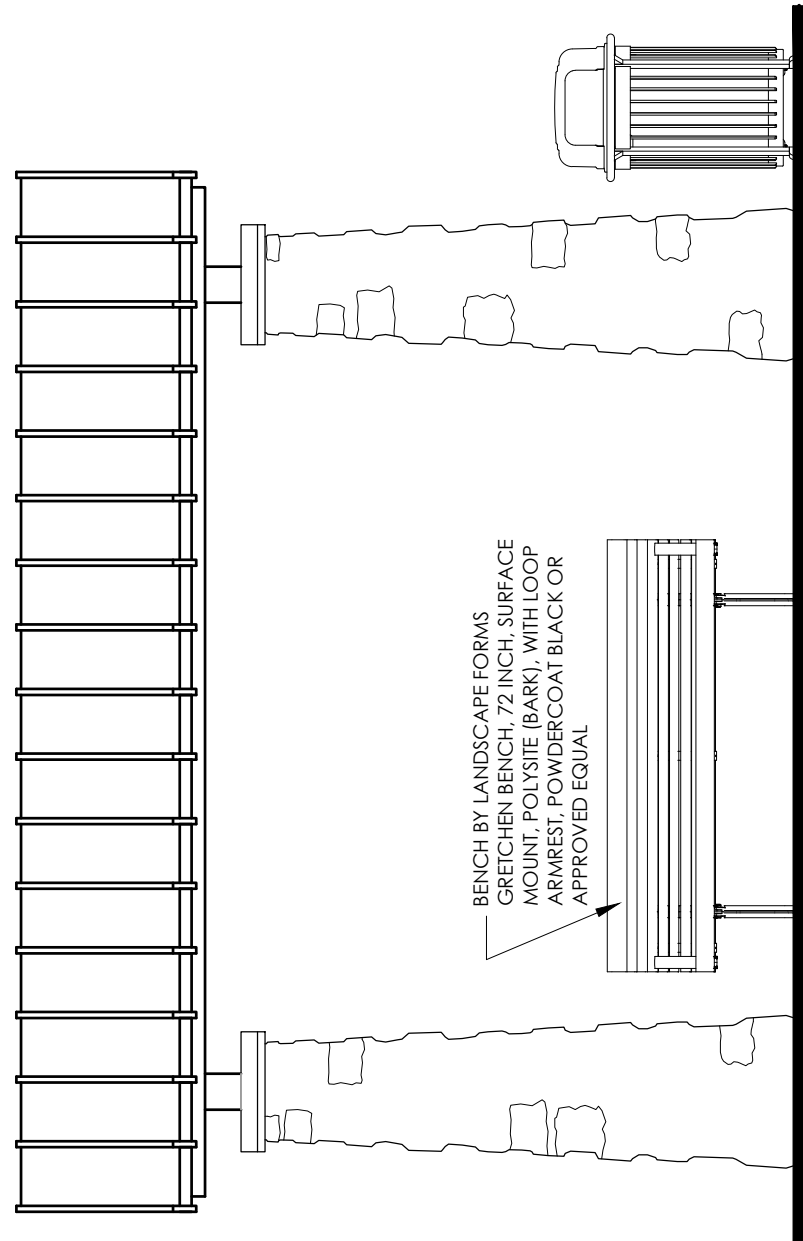 BENCH BY LANDSCAPE FORMS
GRETCHEN BENCH, 72 INCH, SURFACE
MOUNT, POLYSITE (BARK), WITH LOOP
ARMREST, POWDERCOAT BLACK OR
APPROVED EQUAL